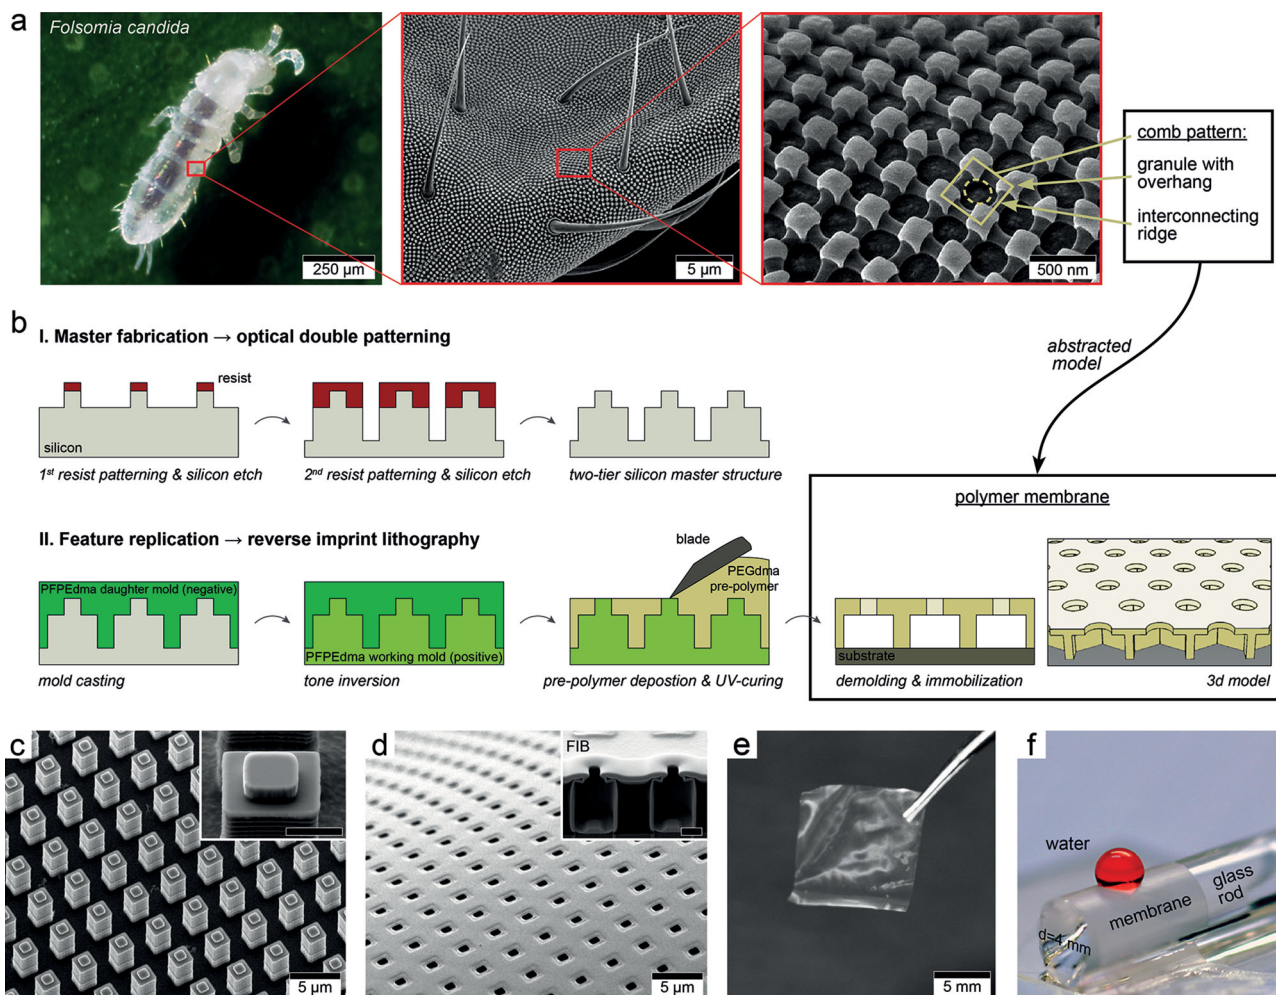 a
Folsomia candida
250 µm
5 µm
500 nm
comb pattern:
granule with
overhang
interconnecting
ridge
abstracted
model
b
I. Master fabrication → optical double patterning
resist
silicon
1st resist patterning & silicon etch
2nd resist patterning & silicon etch
two-tier silicon master structure
II. Feature replication → reverse imprint lithography
PFPEdma daughter mold (negative)
mold casting
PFPEdma working mold (positive)
tone inversion
blade
PEGdma
pre-polymer
pre-polymer depostion & UV-curing
polymer membrane
substrate
demolding & immobilization
3d model
c
5 µm
d
FIB
5 µm
e
5 mm
f
water
membrane
glass
rod
d=4 mm